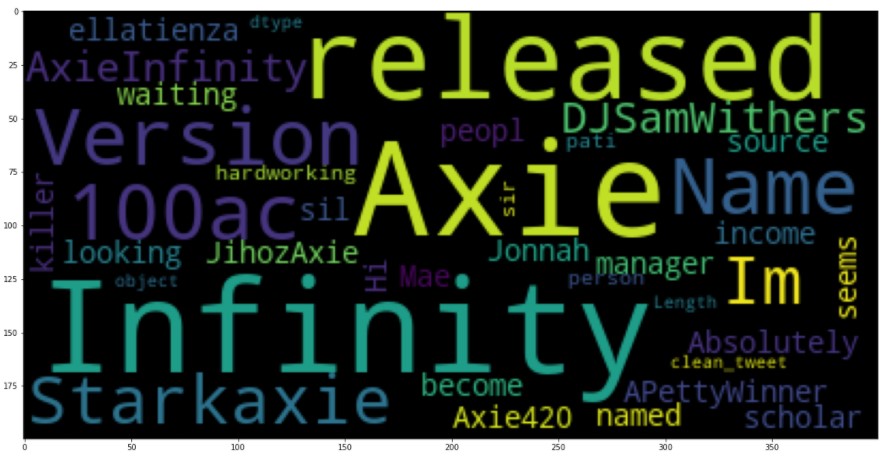 0
25
50
75
100
125
150
175
ellatienza dtype
released
AxieInfinity
waiting
DJSamWithers
Version
peopl
pati
source
hardworking
Axie
Name
killer
100ac
sil
sir
income
looking
JihozAxie
Jonnah
manager
seems
Hi
Mae
object
person
Im
Length
Infinity
Absolutely
clean_tweet
Starkaxie
become
APettyWinner
Axie420
named
scholar
0 50 100 150 200 250 300 350